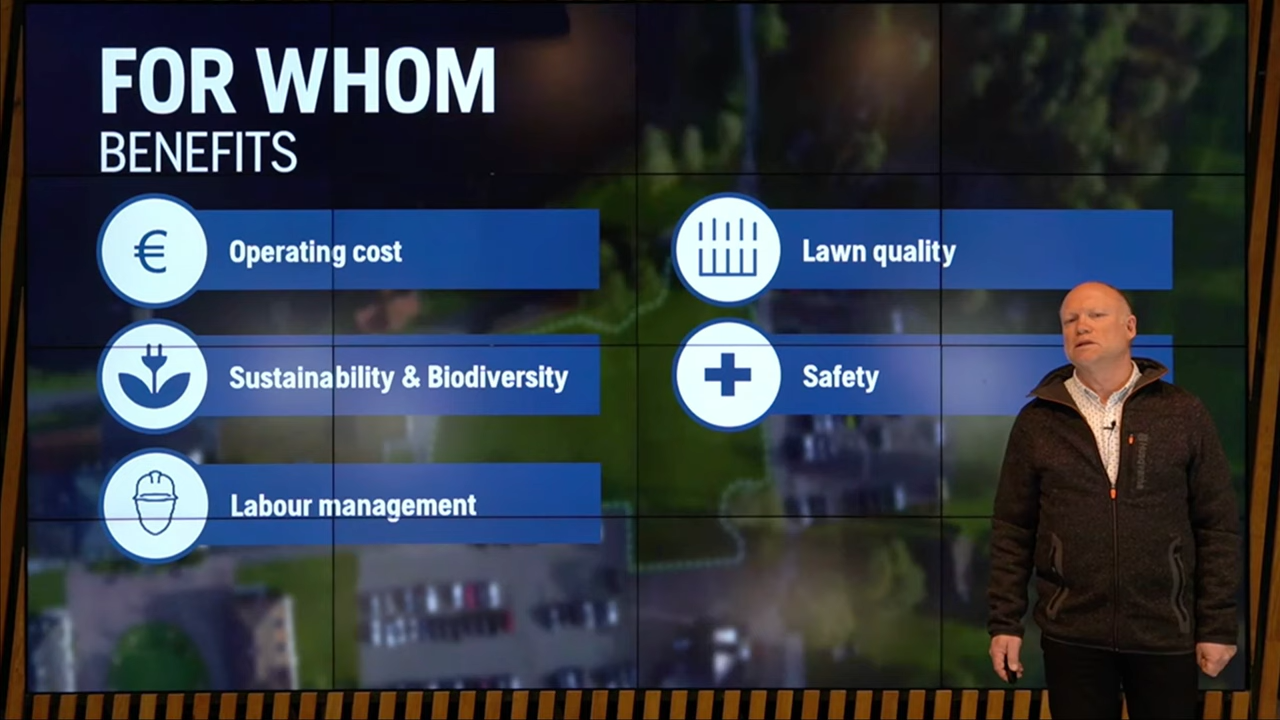 FOR WHOM
BENEFITS
€ Operating cost
Sustainability & Biodiversity
Labour management
Lawn quality
Safety